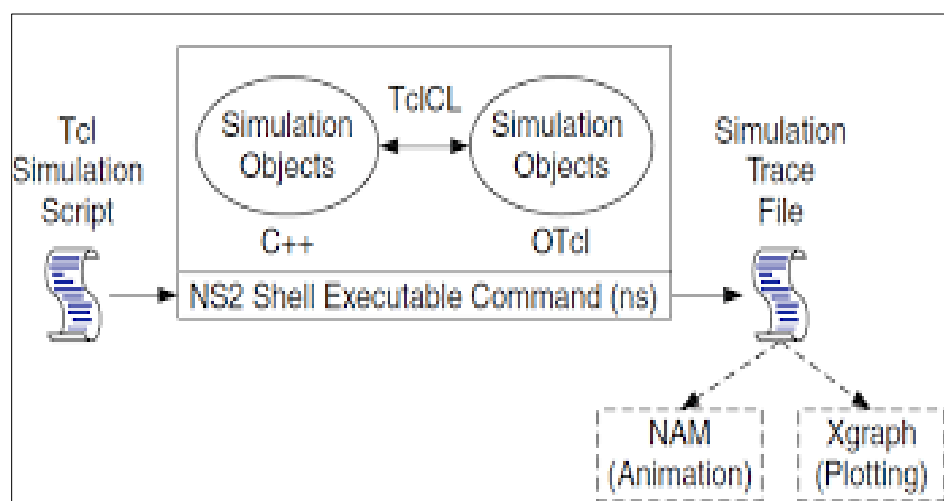 Tcl
Simulation
Script
Simulation
Objects
C++
TclCL
Simulation
Objects
OTcl
NS2 Shell Executable Command (ns)
Simulation
Trace
File
NAM
(Animation)
Xgraph
(Plotting)